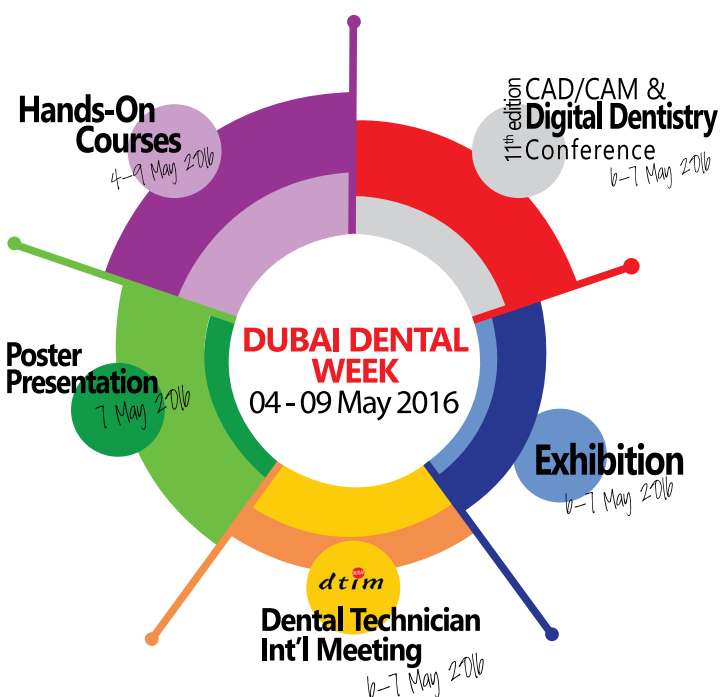 DUBAI DENTAL
WEEK
04 - 09 May 2016
Hands-On
Courses
4-9 May 2016
11th edition
CAD/CAM &
Digital Dentistry
Conference
6-7 May 2016
Exhibition
6-7 May 2016
DUBAI
dtim
Dental Technician
Int'l Meeting
6-7 May 2016
Poster
Presentation
7 May 2016